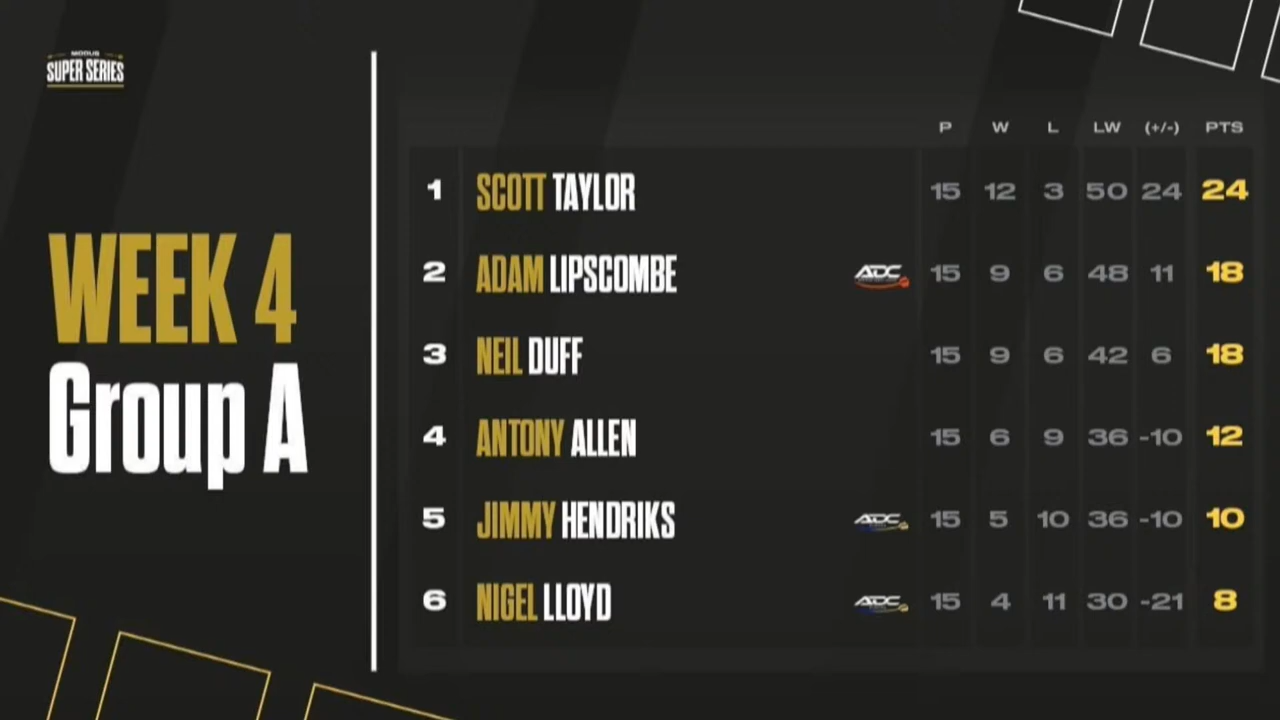 MODUS
SUPER SERIES
WEEK 4
Group A
P W L LW (+/-) PTS
1 SCOTT TAYLOR 15 12 3 50 24 24
2 ADAM LIPSCOMBE ADC 15 9 6 48 11 18
3 NEIL DUFF 15 9 6 42 6 18
4 ANTONY ALLEN 15 6 9 36 -10 12
5 JIMMY HENDRIKS ADC 15 5 10 36 -10 10
6 NIGEL LLOYD ADC 15 4 11 30 -21 8